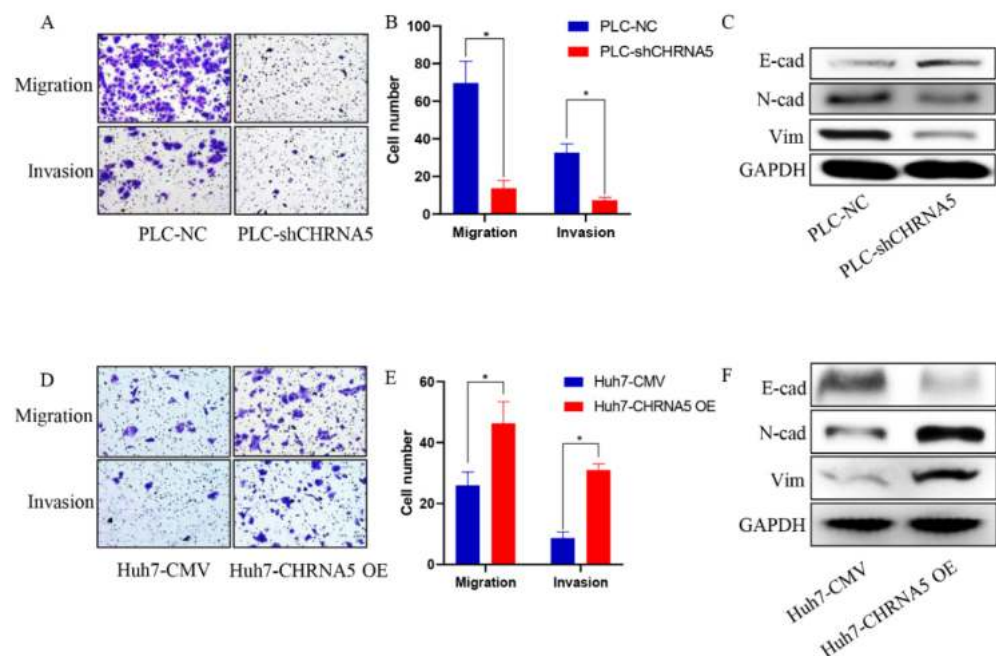 A
Migration
Invasion
PLC-NC PLC-shCHRNA5
B
PLC-NC
PLC-shCHRNA5
Cell number
100
80
60
40
20
0
*
*
Migration Invasion
C
E-cad
N-cad
Vim
GAPDH
PLC-NC
PLC-shCHRNA5
D
Migration
Invasion
Huh7-CMV Huh7-CHRNA5 OE
E
Huh7-CMV
Huh7-CHRNA5 OE
Cell number
60
40
20
0
*
*
Migration Invasion
F
E-cad
N-cad
Vim
GAPDH
Huh7-CMV
Huh7-CHRNA5 OE